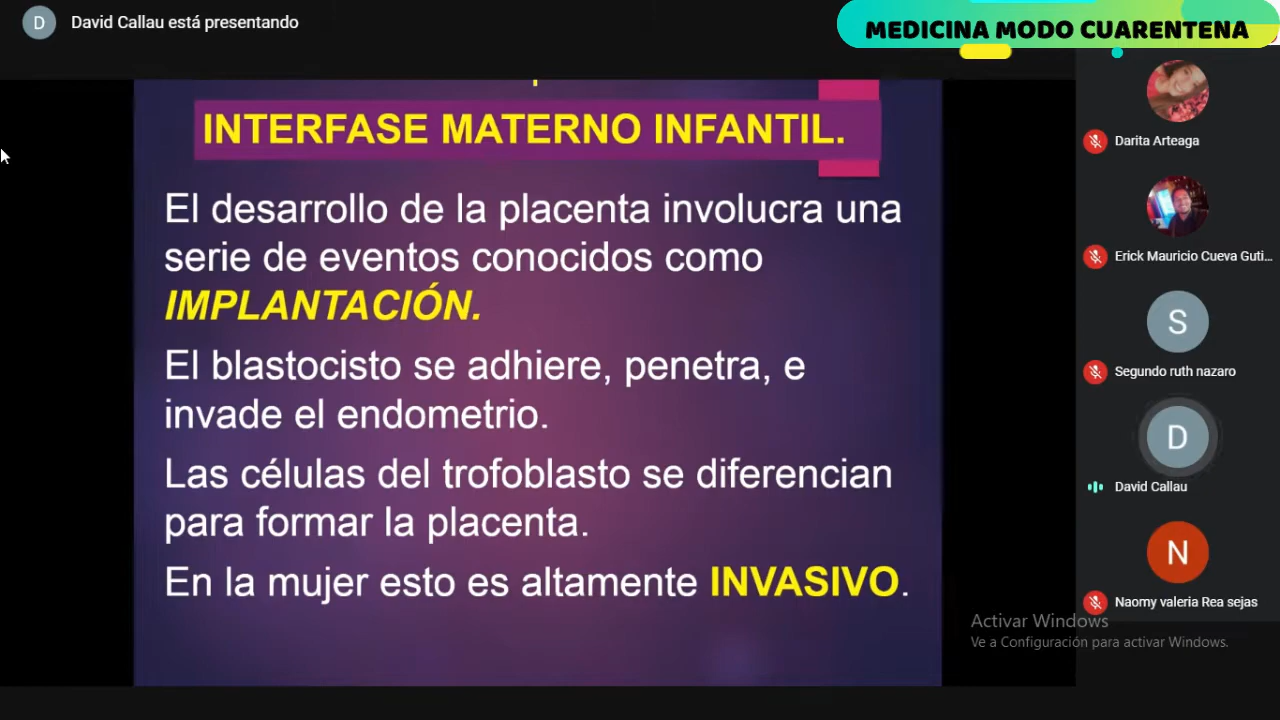 D
David Callau está presentando
MEDICINA MODO CUARENTENA
INTERFASE MATERNO INFANTIL.
El desarrollo de la placenta involucra una
serie de eventos conocidos como
IMPLANTACIÓN.
El blastocisto se adhiere, penetra, e
invade el endometrio.
Las células del trofoblasto se diferencian
para formar la placenta.
En la mujer esto es altamente INVASIVO.
Darita Arteaga
Erick Mauricio Cueva Guti...
S
Segundo ruth nazaro
D
David Callau
N
Naomy valeria Rea sejas
Activar Windows
Ve a Configuración para activar Windows.